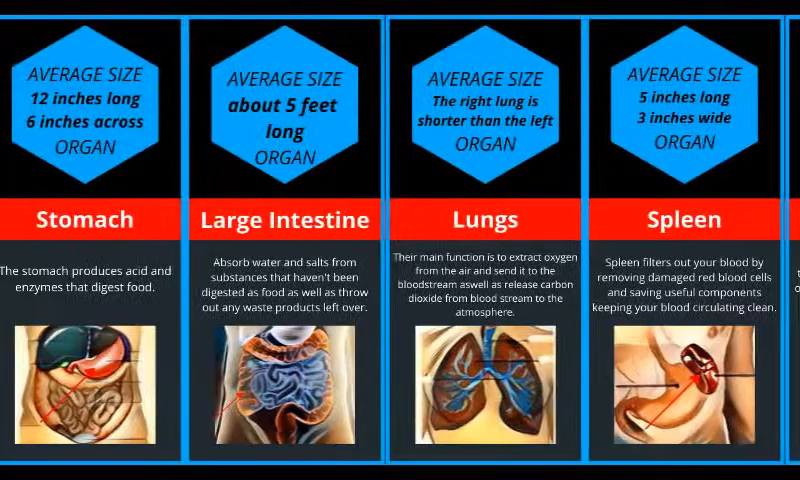 AVERAGE SIZE
12 inches long
6 inches across
ORGAN
Stomach
The stomach produces acid and
enzymes that digest food.
AVERAGE SIZE
about 5 feet
long
ORGAN
Large Intestine
Absorb water and salts from
substances that haven't been
digested as food as well as throw
out any waste products left over.
AVERAGE SIZE
The right lung is
shorter than the left
ORGAN
Lungs
Their main function is to extract oxygen
from the air and send it to the
bloodstream aswell as release carbon
dioxide from blood stream to the
atmosphere.
AVERAGE SIZE
5 inches long
3 inches wide
ORGAN
Spleen
Spleen filters out your blood by
removing damaged red blood cells
and saving useful components
keeping your blood circulating clean.